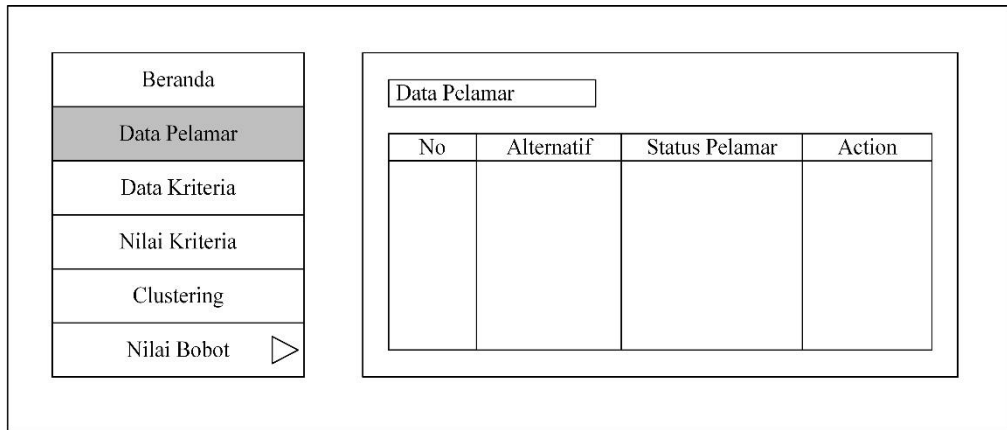 Beranda
Data Pelamar
Data Kriteria
Nilai Kriteria
Clustering
Nilai Bobot
Data Pelamar
No Alternatif Status Pelamar Action